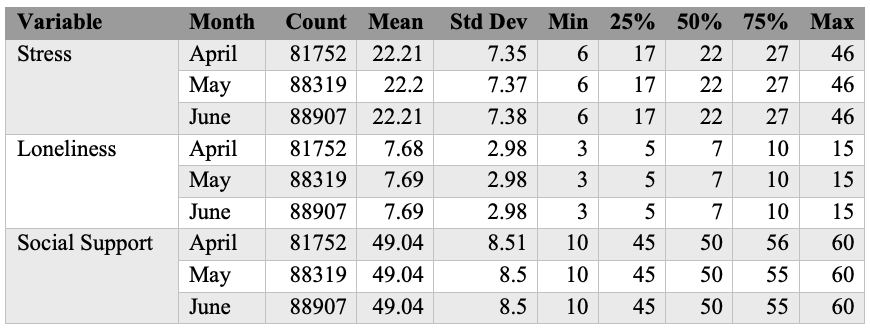 Variable Month Count Mean Std Dev Min 25% 50% 75% Max
Stress April 81752 22.21 7.35 6 17 22 27 46
May 88319 22.2 7.37 6 17 22 27 46
June 88907 22.21 7.38 6 17 22 27 46
Loneliness April 81752 7.68 2.98 3 5 7 10 15
May 88319 7.69 2.98 3 5 7 10 15
June 88907 7.69 2.98 3 5 7 10 15
Social Support April 81752 49.04 8.51 10 45 50 56 60
May 88319 49.04 8.5 10 45 50 55 60
June 88907 49.04 8.5 10 45 50 55 60